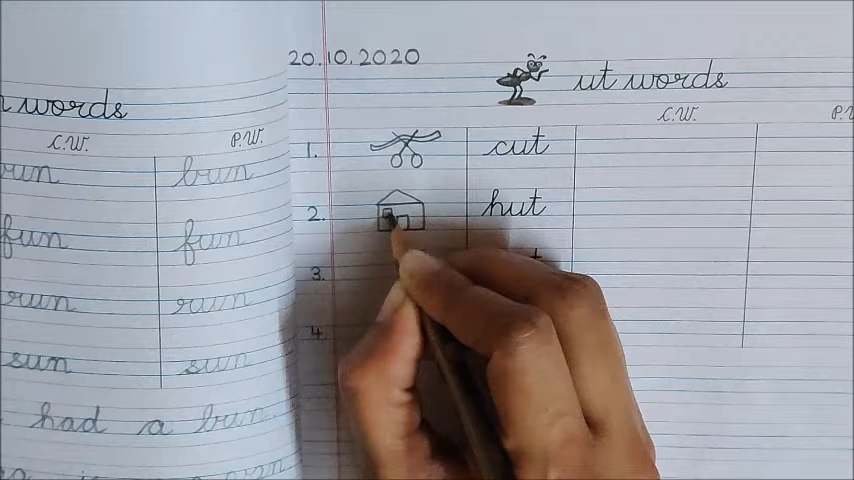 words
C.W. P.W.
bun
fun fun
run run
sun sun
had a bun.
20.10.2020
ut words
C.W.
1. cut
2. hut
3.
4.